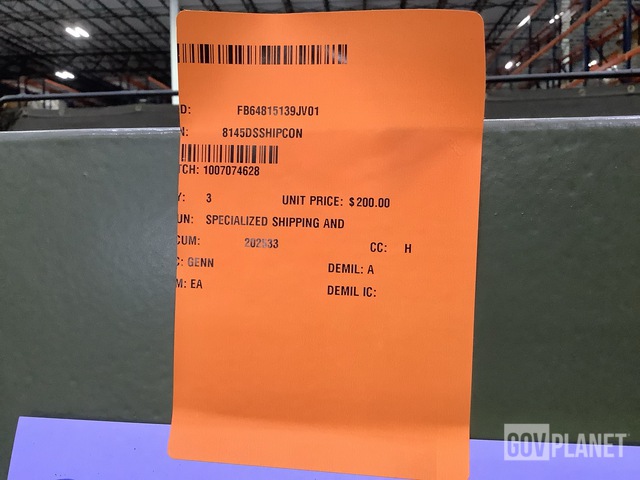 D: FB64815139JV01
N: 8145DSSHIPCON
TCH: 1007074628
Y: 3 UNIT PRICE: $200.00
UN: SPECIALIZED SHIPPING AND
CUM: 202533 CC: H
C: GENN DEMIL: A
M: EA DEMIL IC:
GOVPLANET